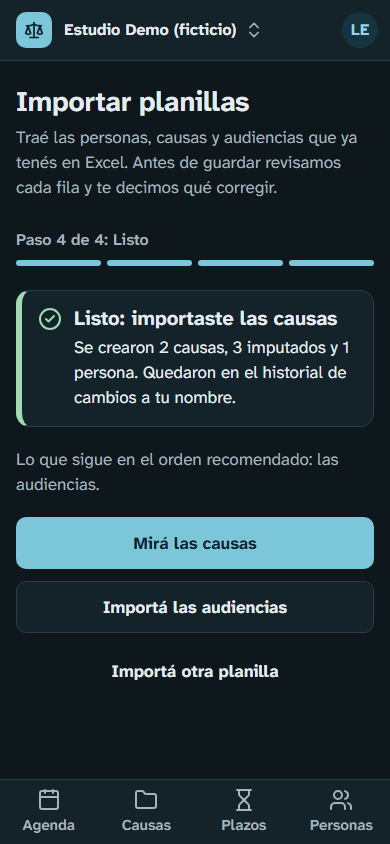 Estudio Demo (ficticio)
LE
Importar planillas
Traé las personas, causas y audiencias que ya
tenés en Excel. Antes de guardar revisamos
cada fila y te decimos qué corregir.
Paso 4 de 4: Listo
Listo: importaste las causas
Se crearon 2 causas, 3 imputados y 1
persona. Quedaron en el historial de
cambios a tu nombre.
Lo que sigue en el orden recomendado: las
audiencias.
Mirá las causas
Importá las audiencias
Importá otra planilla
Agenda
Causas
Plazos
Personas